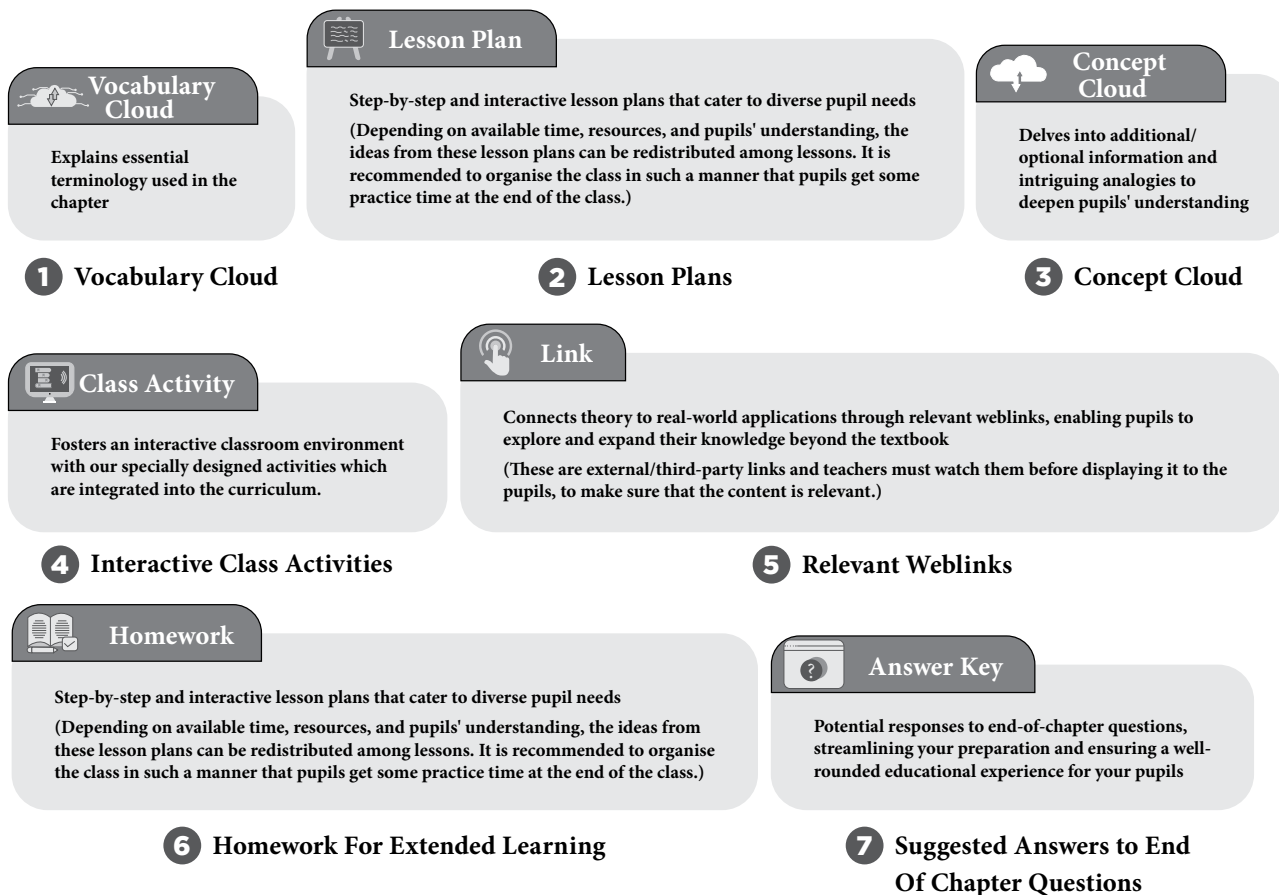 Vocabulary
Cloud
Explains essential
terminology used in the
chapter
1 Vocabulary Cloud
Lesson Plan
Step-by-step and interactive lesson plans that cater to diverse pupil needs
(Depending on available time, resources, and pupils' understanding, the
ideas from these lesson plans can be redistributed among lessons. It is
recommended to organise the class in such a manner that pupils get some
practice time at the end of the class.)
2 Lesson Plans
Concept
Cloud
Delves into additional/
optional information and
intriguing analogies to
deepen pupils' understanding
3 Concept Cloud
Class Activity
Fosters an interactive classroom environment
with our specially designed activities which
are integrated into the curriculum.
4 Interactive Class Activities
Link
Connects theory to real-world applications through relevant weblinks, enabling pupils to
explore and expand their knowledge beyond the textbook
(These are external/third-party links and teachers must watch them before displaying it to the
pupils, to make sure that the content is relevant.)
5 Relevant Weblinks
Homework
Step-by-step and interactive lesson plans that cater to diverse pupil needs
(Depending on available time, resources, and pupils' understanding, the ideas from
these lesson plans can be redistributed among lessons. It is recommended to organise
the class in such a manner that pupils get some practice time at the end of the class.)
6 Homework For Extended Learning
?
Answer Key
Potential responses to end-of-chapter questions,
streamlining your preparation and ensuring a well-
rounded educational experience for your pupils
7 Suggested Answers to End
Of Chapter Questions